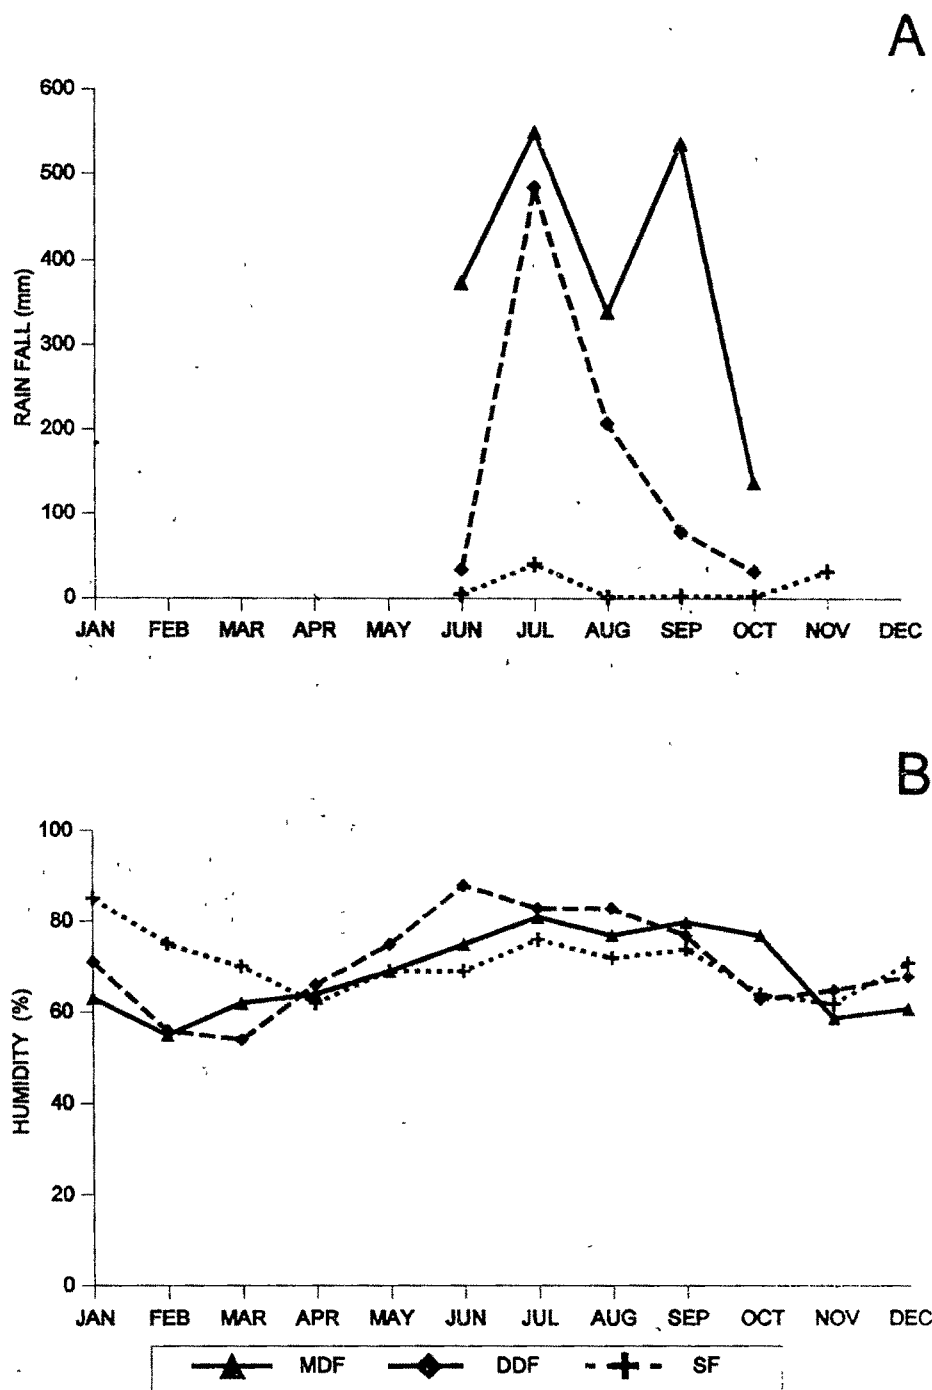 A
600
500
400
300
200
100
0
RAIN FALL (mm)
JAN FEB MAR APR MAY JUN JUL AUG SEP OCT NOV DEC
B
100
80
60
40
20
0
HUMIDITY (%)
JAN FEB MAR APR MAY JUN JUL AUG SEP OCT NOV DEC
MDF DDF SF